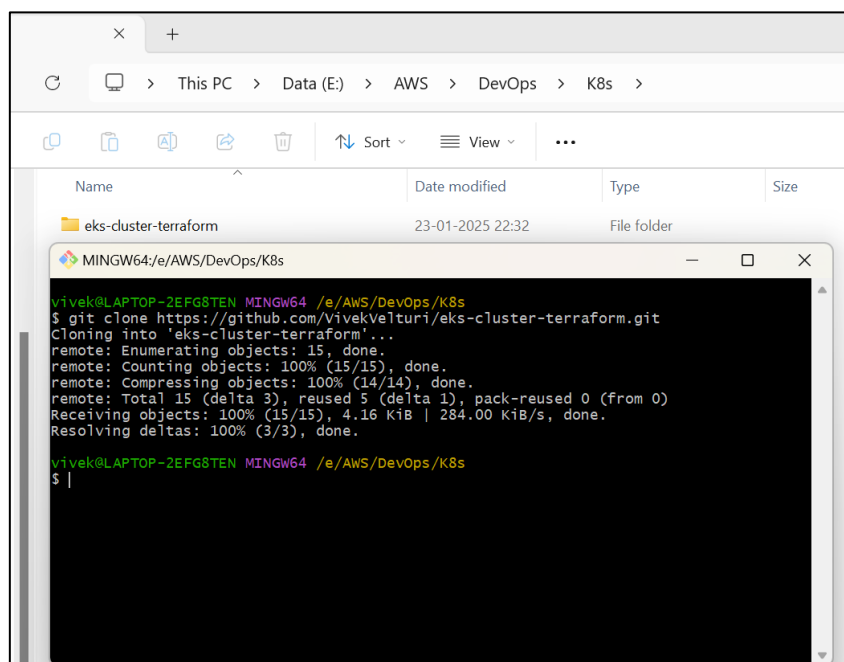 This PC > Data (E:) > AWS > DevOps > K8s >
Sort View ...
Name Date modified Type Size
eks-cluster-terraform 23-01-2025 22:32 File folder
MINGW64:/e/AWS/DevOps/K8s
vivek@LAPTOP-2EFG8TEN MINGW64 /e/AWS/DevOps/K8s
$ git clone https://github.com/VivekVelturi/eks-cluster-terraform.git
Cloning into 'eks-cluster-terraform'...
remote: Enumerating objects: 15, done.
remote: Counting objects: 100% (15/15), done.
remote: Compressing objects: 100% (14/14), done.
remote: Total 15 (delta 3), reused 5 (delta 1), pack-reused 0 (from 0)
Receiving objects: 100% (15/15), 4.16 KiB | 284.00 KiB/s, done.
Resolving deltas: 100% (3/3), done.
vivek@LAPTOP-2EFG8TEN MINGW64 /e/AWS/DevOps/K8s
$